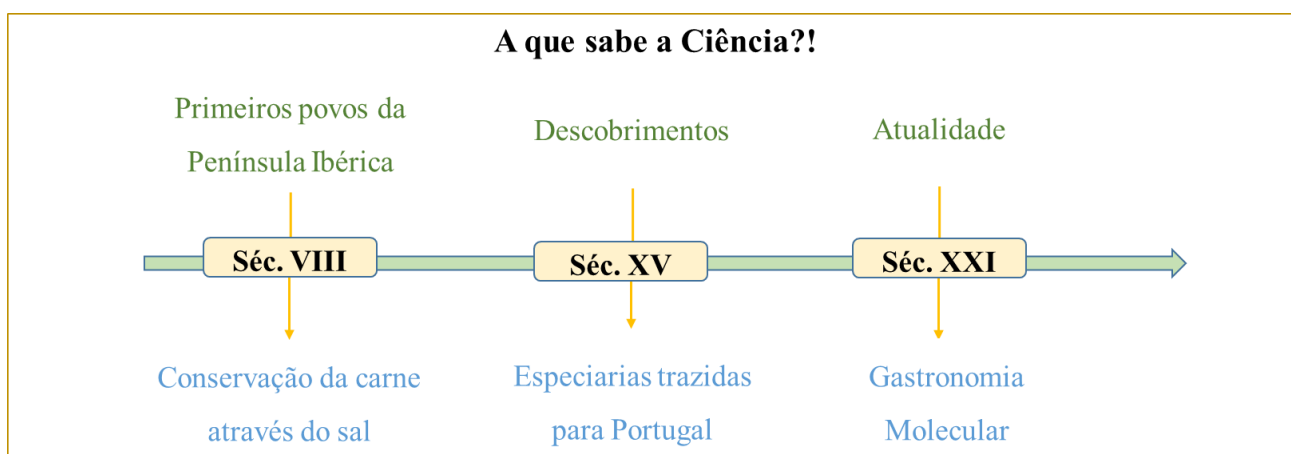 A que sabe a Ciência?!
Primeiros povos da
Península Ibérica
Descobrimentos
Atualidade
Séc. VIII
Séc. XV
Séc. XXI
Conservação da carne
através do sal
Especiarias trazidas
para Portugal
Gastronomia
Molecular